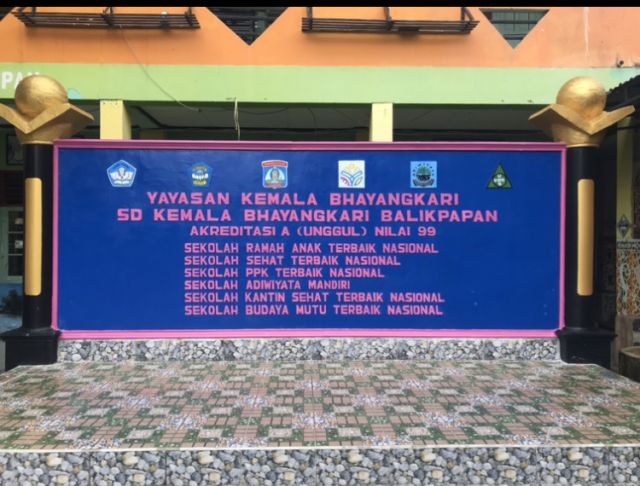 YAYASAN KEMALA BHAYANGKARI
SD KEMALA BHAYANGKARI BALIKPAPAN
AKREDITASI A (UNGGUL) NILAI 99
SEKOLAH RAMAH ANAK TERBAIK NASIONAL
SEKOLAH SEHAT TERBAIK NASIONAL
SEKOLAH PPK TERBAIK NASIONAL
SEKOLAH ADIWIYATA MANDIRI
SEKOLAH KANTIN SEHAT TERBAIK NASIONAL
SEKOLAH BUDAYA MUTU TERBAIK NASIONAL